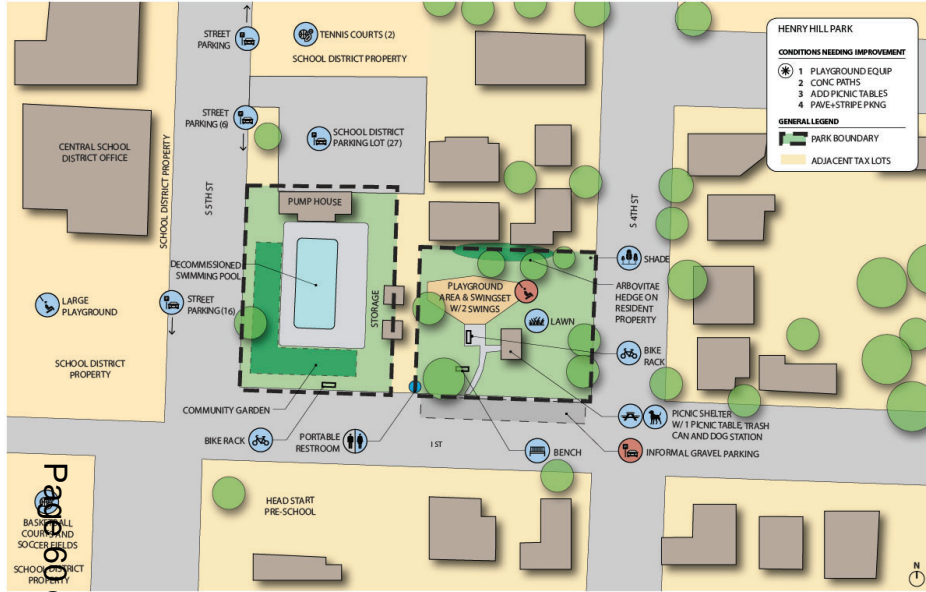 STREET
PARKING
TENNIS COURTS (2)
SCHOOL DISTRICT PROPERTY
HENRY HILL PARK
CONDITIONS NEEDING IMPROVEMENT
1 PLAYGROUND EQUIP
2 CONC PATHS
3 ADD PICNIC TABLES
4 PAVE+STRIPE PKNG
GENERAL LEGEND
PARK BOUNDARY
ADJACENT TAX LOTS
STREET
PARKING (6)
SCHOOL DISTRICT
PARKING LOT (27)
CENTRAL SCHOOL
DISTRICT OFFICE
SCHOOL DISTRICT PROPERTY
S 5TH ST
S 4TH ST
PUMP HOUSE
DECOMMISSIONED
SWIMMING POOL
STORAGE
PLAYGROUND
AREA & SWINGSET
W/2 SWINGS
SHADE
ARBOVITAE
HEDGE ON
RESIDENT
PROPERTY
LARGE
PLAYGROUND
STREET
PARKING (16)
LAWN
BIKE
RACK
SCHOOL DISTRICT
PROPERTY
COMMUNITY GARDEN
BIKE RACK
PORTABLE
RESTROOM
I ST
BENCH
PICNIC SHELTER
W/1 PICNIC TABLE, TRASH
CAN AND DOG STATION
INFORMAL GRAVEL PARKING
HEAD START
PRE-SCHOOL
BASKETBALL
COURTS AND
SOCCER FIELDS
SCHOOL DISTRICT
PROPERTY
Page 60
N